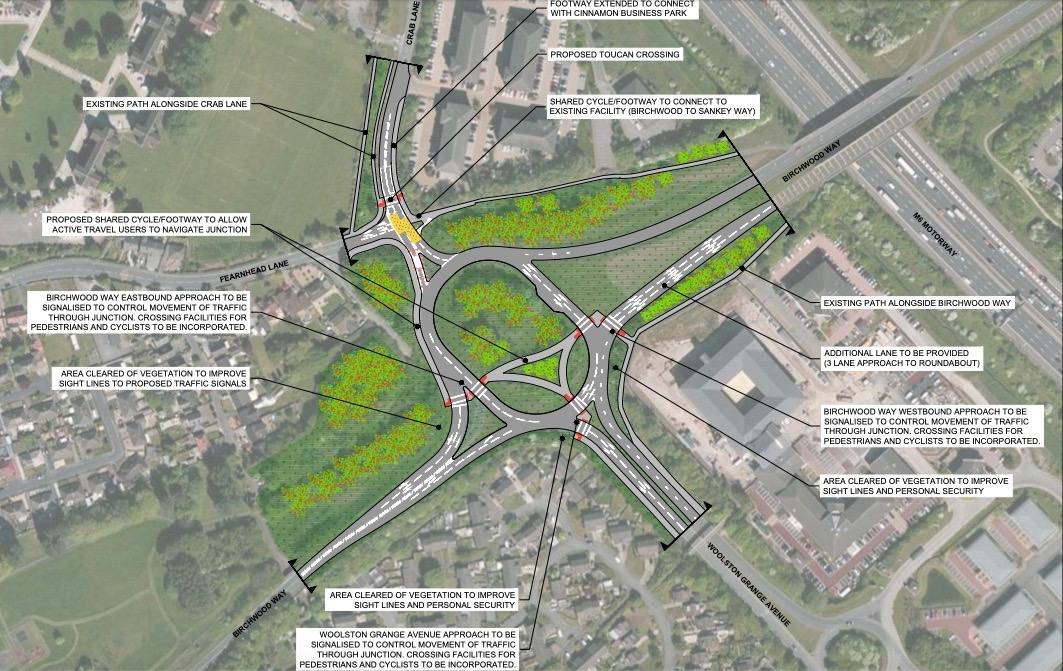 FOOTWAY EXTENDED TO CONNECT
WITH CINNAMON BUSINESS PARK
CRAB LANE
PROPOSED TOUCAN CROSSING
EXISTING PATH ALONGSIDE CRAB LANE
SHARED CYCLE/FOOTWAY TO CONNECT TO
EXISTING FACILITY (BIRCHWOOD TO SANKEY WAY)
BIRCHWOOD WAY
M6 MOTORWAY
PROPOSED SHARED CYCLE/FOOTWAY TO ALLOW
ACTIVE TRAVEL USERS TO NAVIGATE JUNCTION
FEARNHEAD LANE
BIRCHWOOD WAY EASTBOUND APPROACH TO BE
SIGNALISED TO CONTROL MOVEMENT OF TRAFFIC
THROUGH JUNCTION. CROSSING FACILITIES FOR
PEDESTRIANS AND CYCLISTS TO BE INCORPORATED.
EXISTING PATH ALONGSIDE BIRCHWOOD WAY
ADDITIONAL LANE TO BE PROVIDED
(3 LANE APPROACH TO ROUNDABOUT)
AREA CLEARED OF VEGETATION TO IMPROVE
SIGHT LINES TO PROPOSED TRAFFIC SIGNALS
BIRCHWOOD WAY WESTBOUND APPROACH TO BE
SIGNALISED TO CONTROL MOVEMENT OF TRAFFIC
THROUGH JUNCTION. CROSSING FACILITIES FOR
PEDESTRIANS AND CYCLISTS TO BE INCORPORATED.
AREA CLEARED OF VEGETATION TO IMPROVE
SIGHT LINES AND PERSONAL SECURITY
WOOLSTON GRANGE AVENUE
BIRCHWOOD WAY
AREA CLEARED OF VEGETATION TO IMPROVE
SIGHT LINES AND PERSONAL SECURITY
WOOLSTON GRANGE AVENUE APPROACH TO BE
SIGNALISED TO CONTROL MOVEMENT OF TRAFFIC
THROUGH JUNCTION. CROSSING FACILITIES FOR
PEDESTRIANS AND CYCLISTS TO BE INCORPORATED.